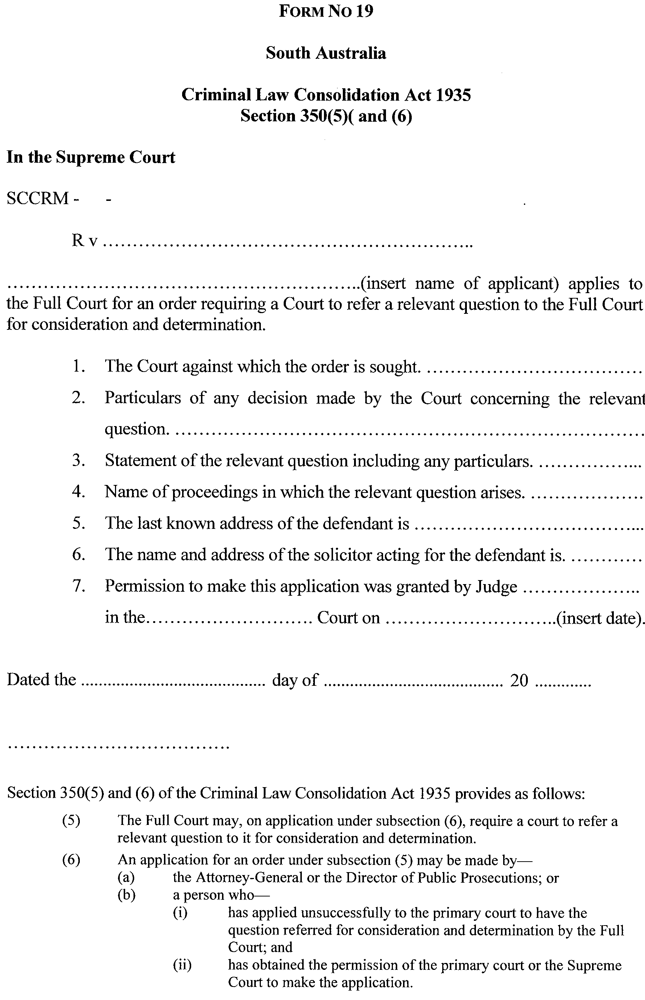 FORM NO 19
South Australia
Criminal Law Consolidation Act 1935
Section 350(5)( and (6)
In the Supreme Court
SCCRM - -
R v ..............................................................
...........................................................(insert name of applicant) applies to
the Full Court for an order requiring a Court to refer a relevant question to the Full Court
for consideration and determination.
1. The Court against which the order is sought. ....................................
2. Particulars of any decision made by the Court concerning the relevant
question. ...............................................................................
3. Statement of the relevant question including any particulars. ..................
4. Name of proceedings in which the relevant question arises. ...................
5. The last known address of the defendant is ......................................
6. The name and address of the solicitor acting for the defendant is. ............
7. Permission to make this application was granted by Judge ....................
in the............................ Court on .............................(insert date).
Dated the .......................................... day of ......................................... 20 .............
.....................................
Section 350(5) and (6) of the Criminal Law Consolidation Act 1935 provides as follows:
(5) The Full Court may, on application under subsection (6), require a court to refer a
relevant question to it for consideration and determination.
(6) An application for an order under subsection (5) may be made by—
(a) the Attorney-General or the Director of Public Prosecutions; or
(b) a person who—
(i) has applied unsuccessfully to the primary court to have the
question referred for consideration and determination by the Full
Court; and
(ii) has obtained the permission of the primary court or the Supreme
Court to make the application.